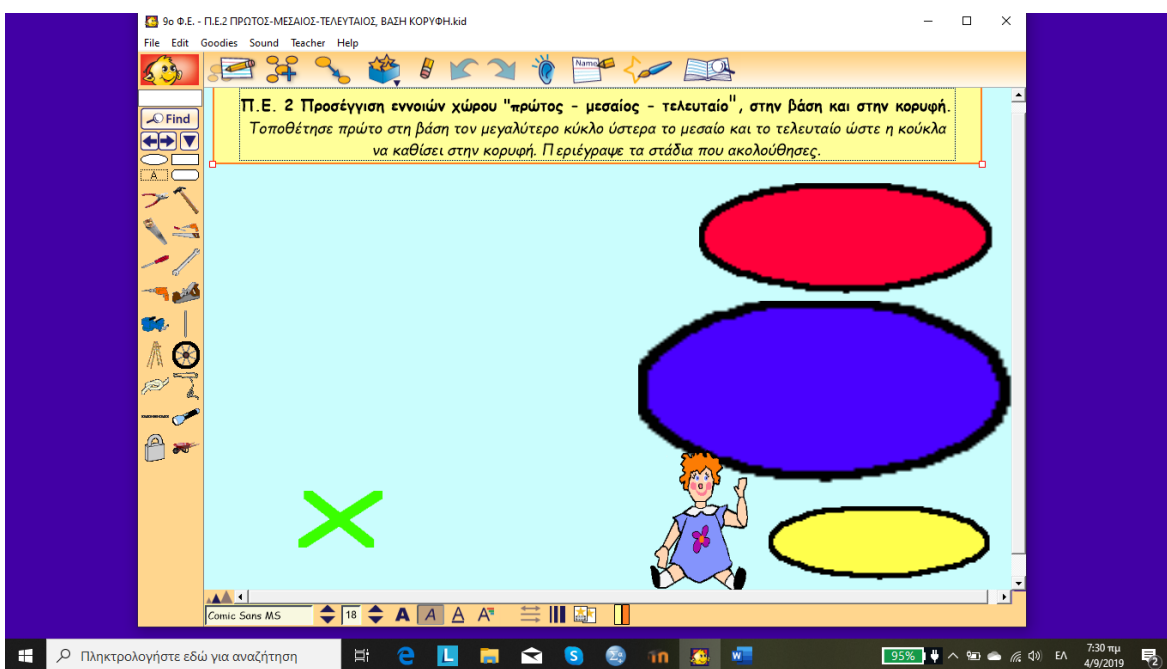 9ο Φ.Ε. - Π.Ε.2 ΠΡΩΤΟΣ-ΜΕΣΑΙΟΣ-ΤΕΛΕΥΤΑΙΟΣ, ΒΑΣΗ ΚΟΡΥΦΗ.kid
File Edit Goodies Sound Teacher Help
Name
Find
A
Π.Ε. 2 Προσέγγιση εννοιών χώρου "πρώτος - μεσαίος - τελευταίο", στην βάση και στην κορυφή.
Τοποθέτησε πρώτο στη βάση τον μεγαλύτερο κύκλο ύστερα το μεσαίο και το τελευταίο ώστε η κούκλα
να καθίσει στην κορυφή. Περιέγραψε τα στάδια που ακολούθησες.
Comic Sans MS 18 A A A A
Πληκτρολογήστε εδώ για αναζήτηση
95% ΕΛ 7:30 πμ
4/9/2019